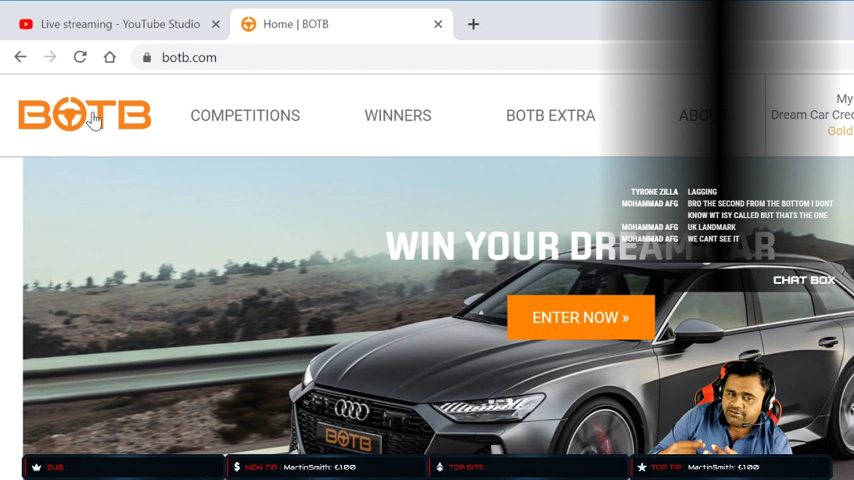 Live streaming - YouTube Studio
Home | BOTB
botb.com
BOTB
COMPETITIONS
WINNERS
BOTB EXTRA
ABOUT
My
Dream Car Cred
Gold
TYRONE ZILLA LAGGING
MOHAMMAD AFG BRO THE SECOND FROM THE BOTTOM I DONT
KNOW WT ISY CALLED BUT THATS THE ONE
MOHAMMAD AFG UK LANDMARK
MOHAMMAD AFG WE CANT SEE IT
WIN YOUR DREAM CAR
CHAT BOX
ENTER NOW »
BOTB
SUB
$ NEW TIP : MartinSmith: £1.00
TOP BITS :
TOP TIP : MartinSmith: £1.00